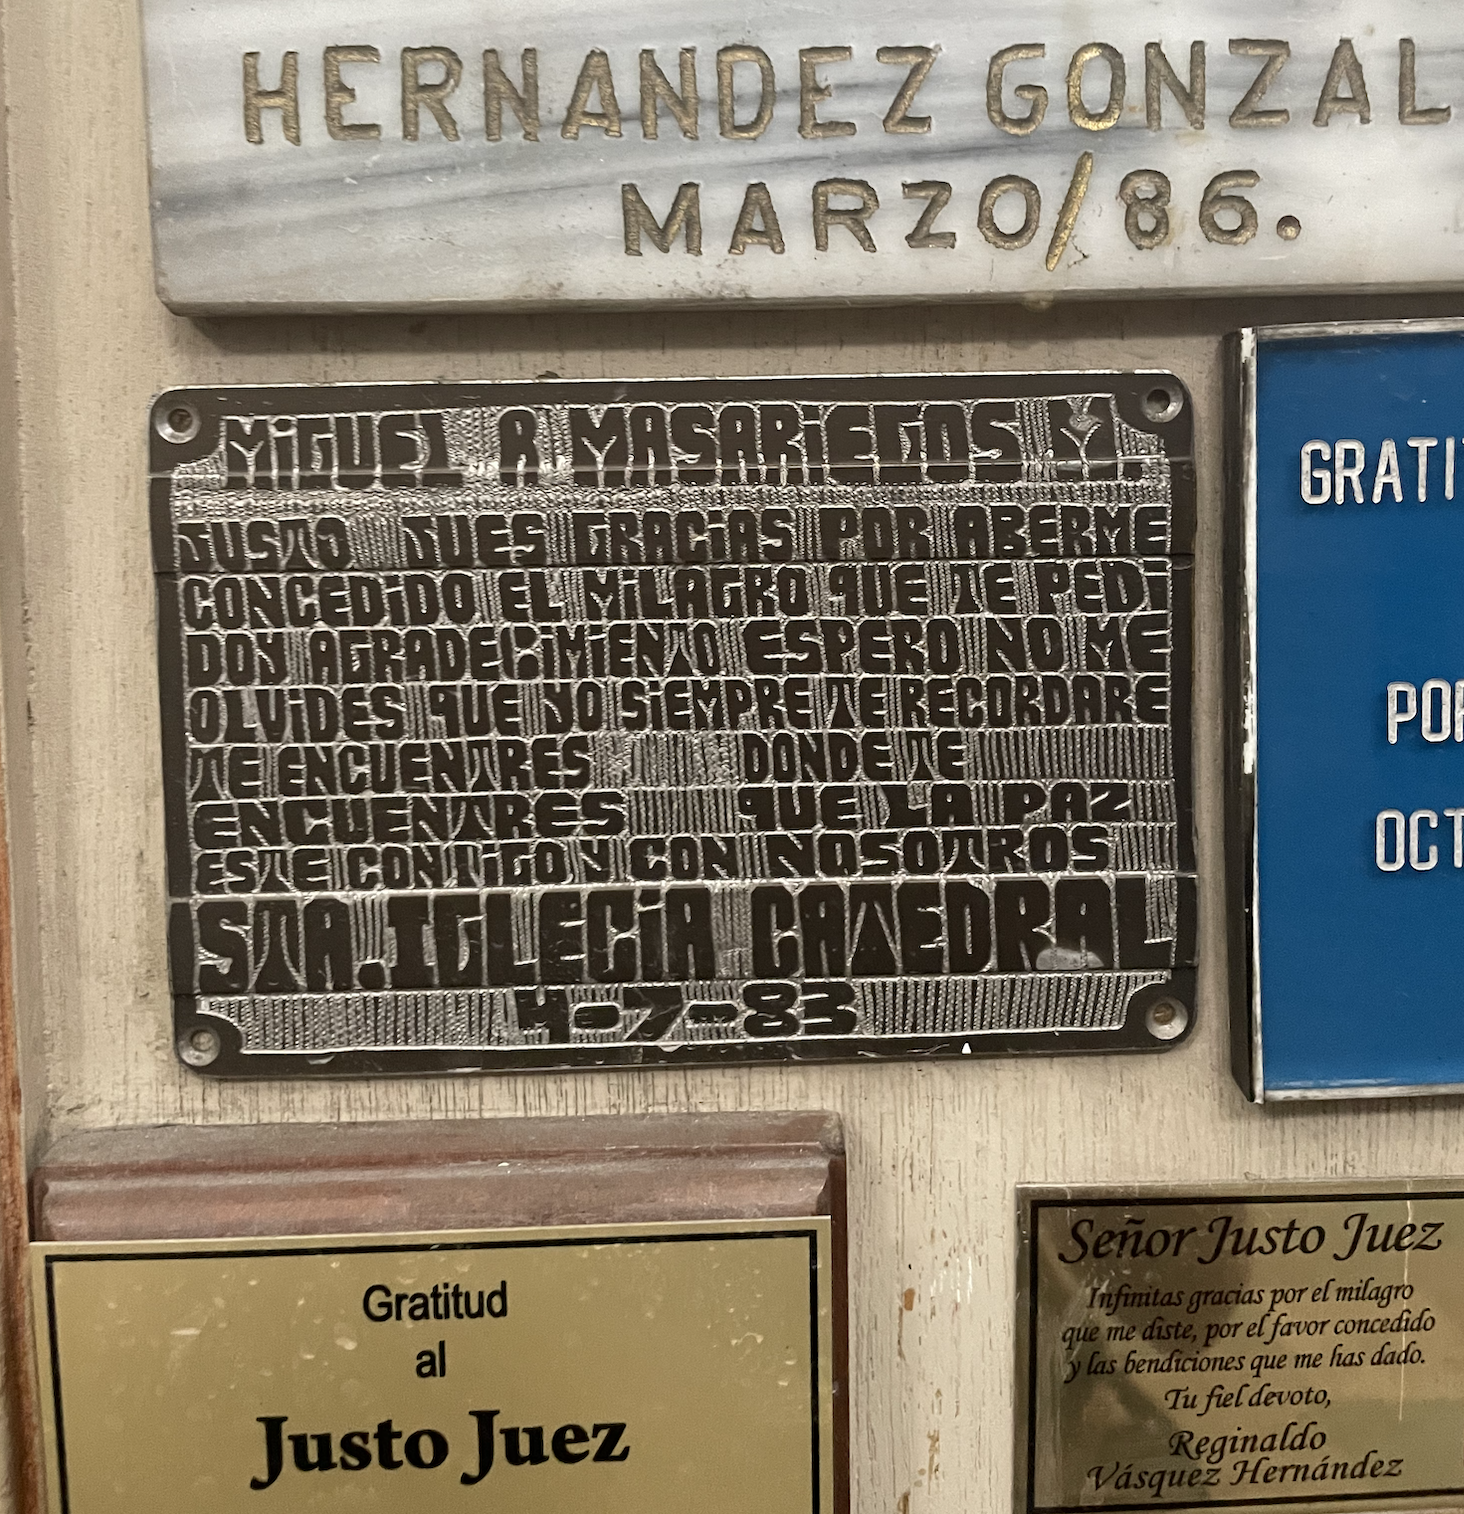 HERNANDEZ GONZAL
MARZO/86.
MiGUEL R MASARiEGOS M.
JUSTO JUES GRACiAS POR ABERME
CONCEDiDO EL MiLAGRO qUE TE PEDi
DOY AGRADECiMiENTO ESPERO NO ME
OLViDES qUE YO SiEMPRE TE RECORDARE
TE ENCUENTRES DONDE TE
ENCUENTRES qUE LA PAZ
ESTE CONTiGO Y CON NOSOTROS
STA. IGLECiA CATEDRAL
4-7-83
GRATI
POR
OCT
Gratitud
al
Justo Juez
Señor Justo Juez
Infinitas gracias por el milagro
que me diste, por el favor concedido
y las bendiciones que me has dado.
Tu fiel devoto,
Reginaldo
Vásquez Hernández